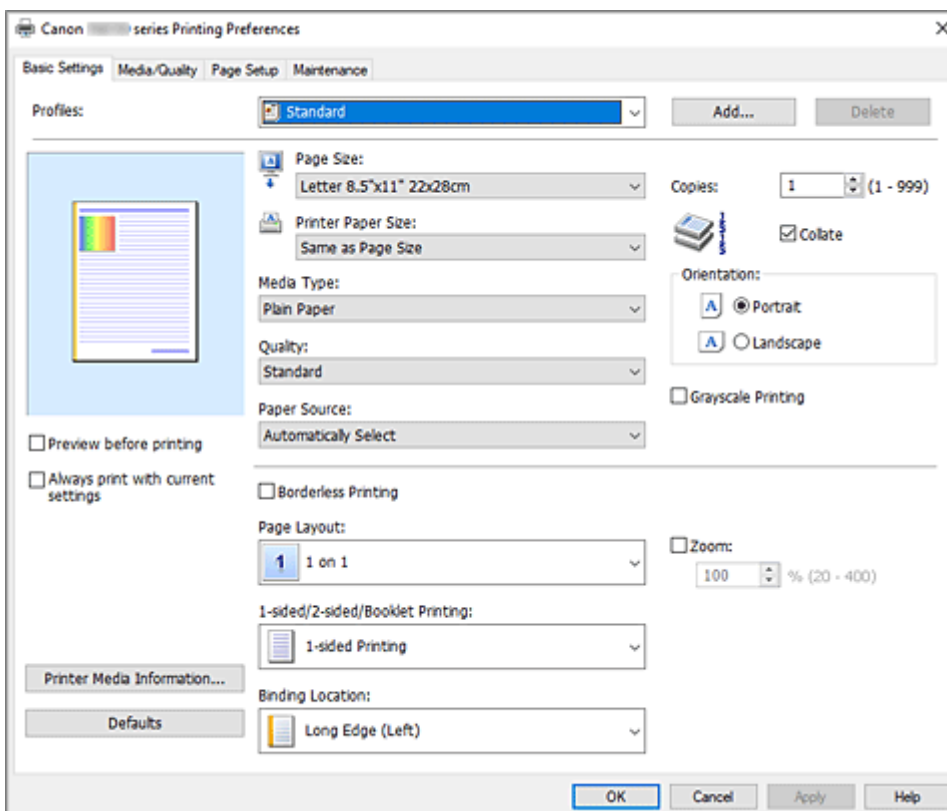 Canon series Printing Preferences
Basic Settings Media/Quality Page Setup Maintenance
Profiles: Standard Add... Delete
Page Size:
Letter 8.5"x11" 22x28cm
Copies: 1 (1 - 999)
Printer Paper Size:
Same as Page Size
Collate
Media Type:
Plain Paper
Orientation:
A Portrait
A Landscape
Quality:
Standard
Grayscale Printing
Paper Source:
Automatically Select
Preview before printing
Always print with current
settings
Borderless Printing
Page Layout:
1 1 on 1
Zoom:
100 % (20 - 400)
1-sided/2-sided/Booklet Printing:
1-sided Printing
Printer Media Information...
Binding Location:
Long Edge (Left)
Defaults
OK Cancel Apply Help